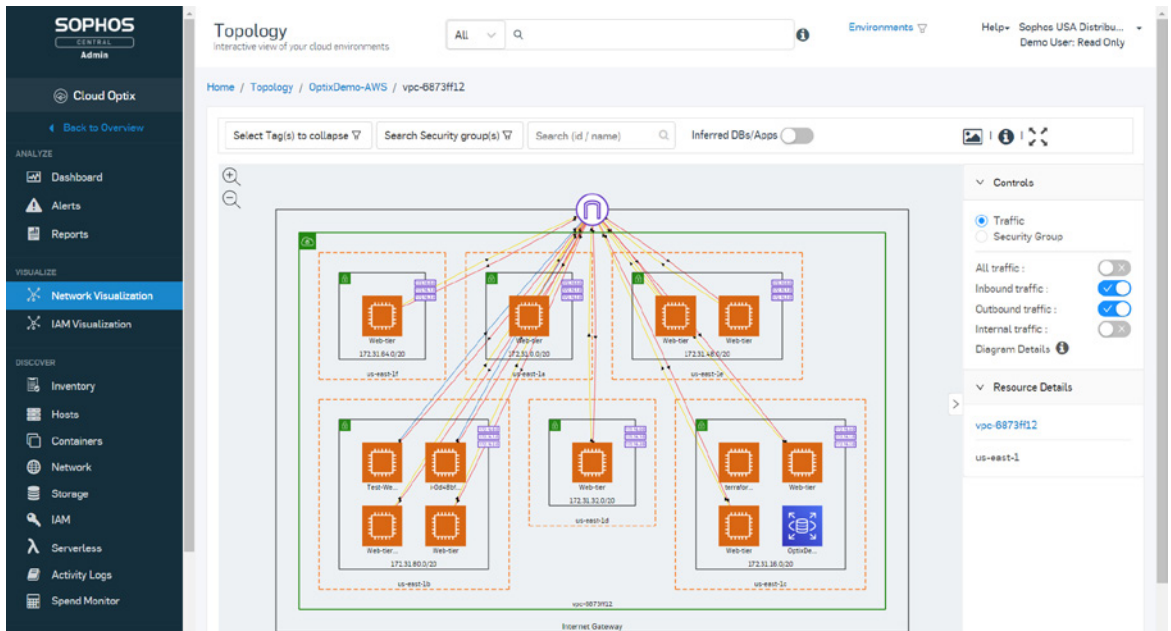 SOPHOS
CENTRAL
Admin
Cloud Optix
Back to Overview
ANALYZE
Dashboard
Alerts
Reports
VISUALIZE
Network Visualization
IAM Visualization
DISCOVER
Inventory
Hosts
Containers
Network
Storage
IAM
Serverless
Activity Logs
Spend Monitor
Topology
Interactive view of your cloud environments
All
Environments
Help
Sophos USA Distribu...
Demo User: Read Only
Home / Topology / OptixDemo-AWS / vpc-6873ff12
Select Tag(s) to collapse
Search Security group(s)
Search (id / name)
Inferred DBs/Apps
Web-tier
172.31.64.0/20
us-east-1f
Web-tier
172.31.0.0/20
us-east-1a
Web-tier
Web-tier
172.31.48.0/20
us-east-1e
Test-We...
Web-tier...
Web-tier
172.31.80.0/20
us-east-1b
Web-tier
172.31.32.0/20
us-east-1d
terrafor...
Web-tier
Web-tier
OptixDe...
172.31.16.0/20
us-east-1c
vpc-6873ff12
Internet Gateway
Controls
Traffic
Security Group
All traffic :
Inbound traffic :
Outbound traffic :
Internal traffic :
Diagram Details
Resource Details
vpc-6873ff12
us-east-1